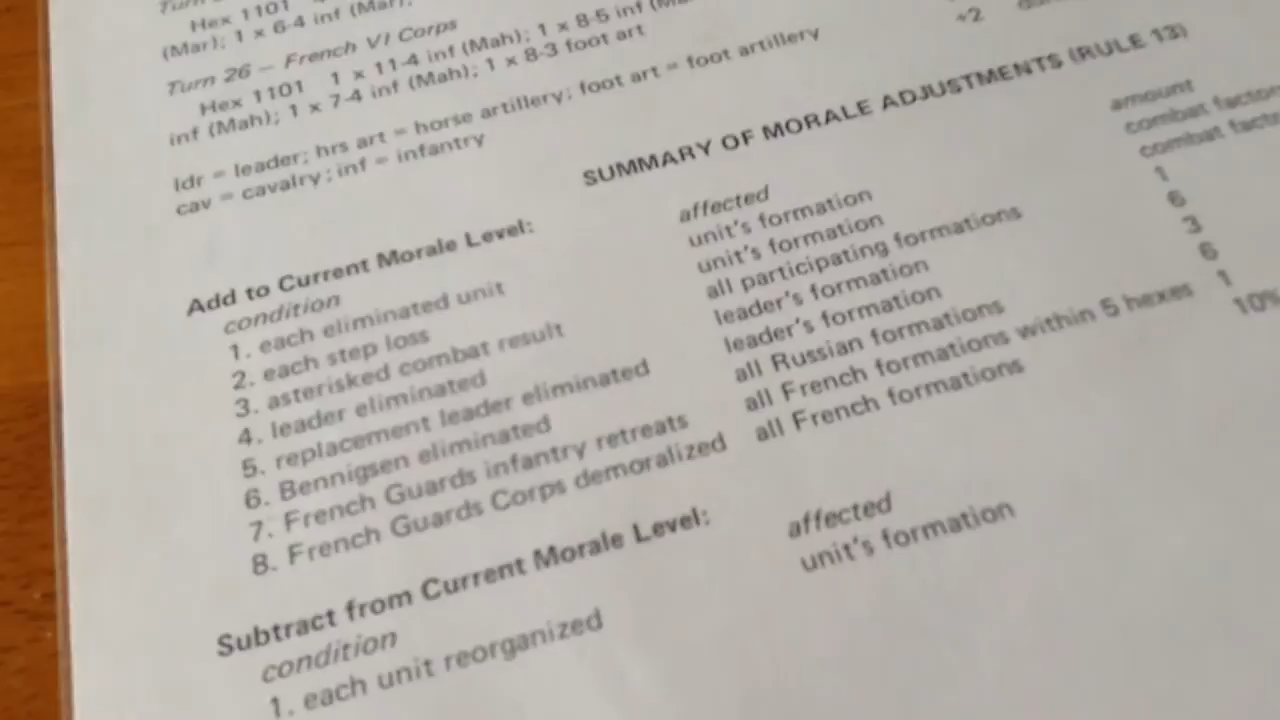 Turn
Hex 1101
(Mar); 1 x 6-4 inf (Mar);
Turn 26 – French VI Corps
Hex 1101 1 x 11-4 inf (Mah); 1 x 8-5 inf
inf (Mah); 1 x 7-4 inf (Mah); 1 x 8-3 foot art
ldr = leader; hrs art = horse artillery; foot art = foot artillery
cav = cavalry; inf = infantry
+2
SUMMARY OF MORALE ADJUSTMENTS (RULE 13)
Add to Current Morale Level:
condition affected amount
1. each eliminated unit unit's formation combat factors
2. each step loss unit's formation combat
3. asterisked combat result all participating formations 1
4. leader eliminated leader's formation 6
5. replacement leader eliminated leader's formation 3
6. Bennigsen eliminated all Russian formations 6
7. French Guards infantry retreats all French formations within 5 hexes 1
8. French Guards Corps demoralized all French formations 10%
Subtract from Current Morale Level:
condition affected
1. each unit reorganized unit's formation